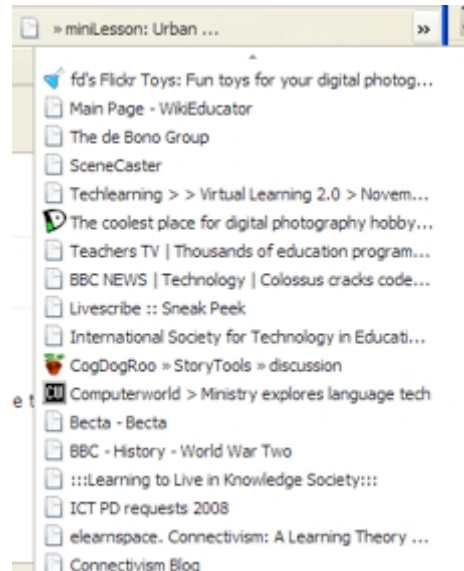 » miniLesson: Urban ... »
fd's Flickr Toys: Fun toys for your digital photog...
Main Page - WikiEducator
The de Bono Group
SceneCaster
Techlearning > > Virtual Learning 2.0 > Novem...
The coolest place for digital photography hobby...
Teachers TV | Thousands of education program...
BBC NEWS | Technology | Colossus cracks code...
Livescribe :: Sneak Peek
International Society for Technology in Educati...
CogDogRoo » StoryTools » discussion
e t
Computerworld > Ministry explores language tech
Becta - Becta
BBC - History - World War Two
:::Learning to Live in Knowledge Society:::
ICT PD requests 2008
elearnspace. Connectivism: A Learning Theory ...
Connectivism Blog